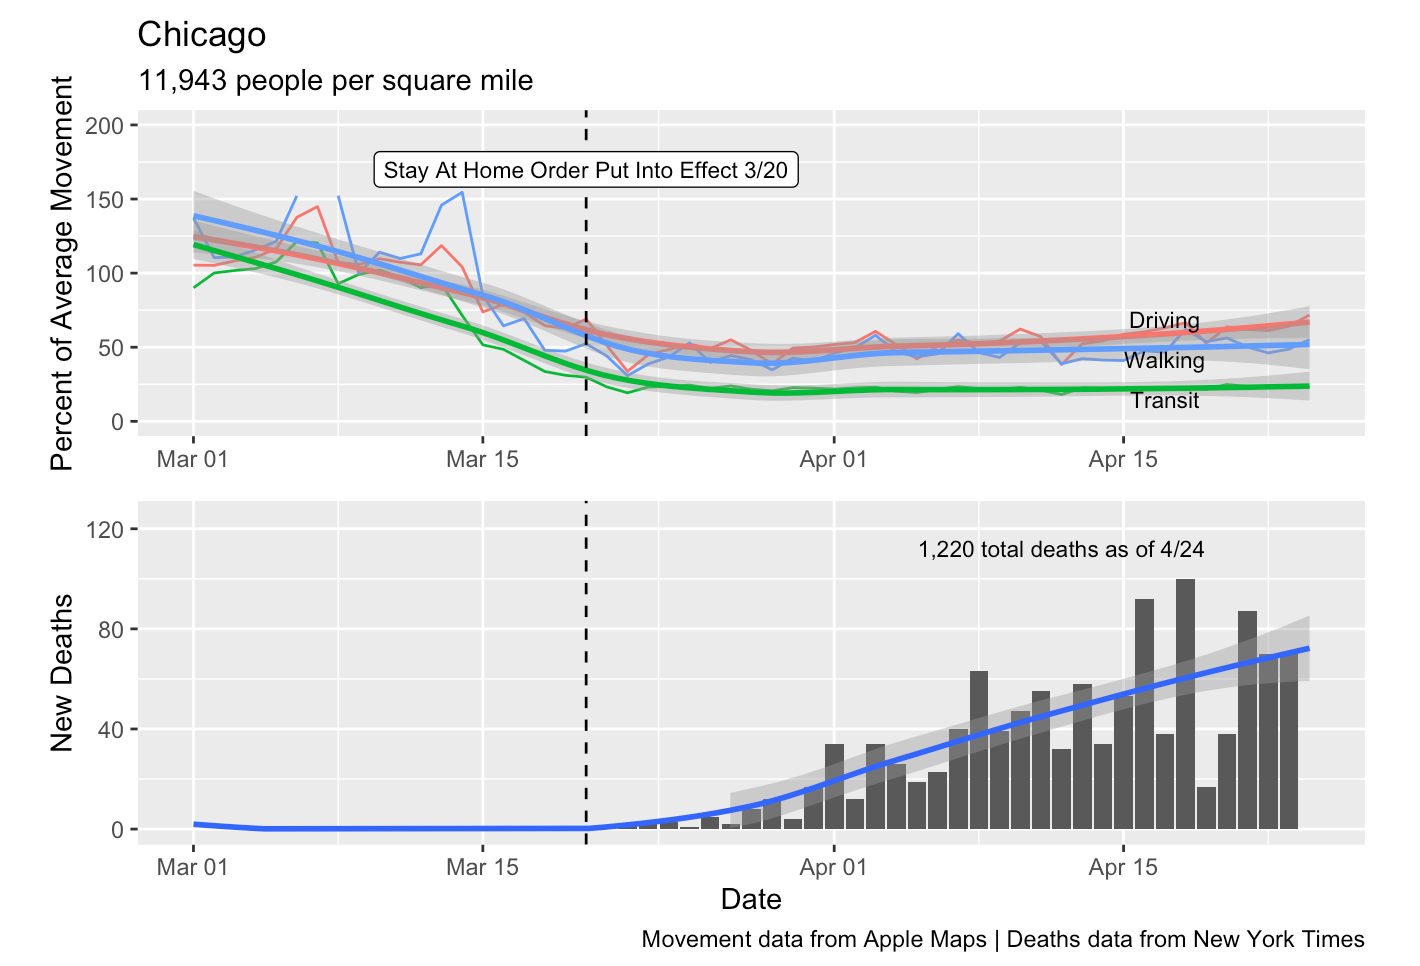 Chicago
11,943 people per square mile
Percent of Average Movement
200
150
100
50
0
Stay At Home Order Put Into Effect 3/20
Driving
Walking
Transit
Mar 01
Mar 15
Apr 01
Apr 15
New Deaths
120
80
40
0
1,220 total deaths as of 4/24
Mar 01
Mar 15
Apr 01
Apr 15
Date
Movement data from Apple Maps | Deaths data from New York Times